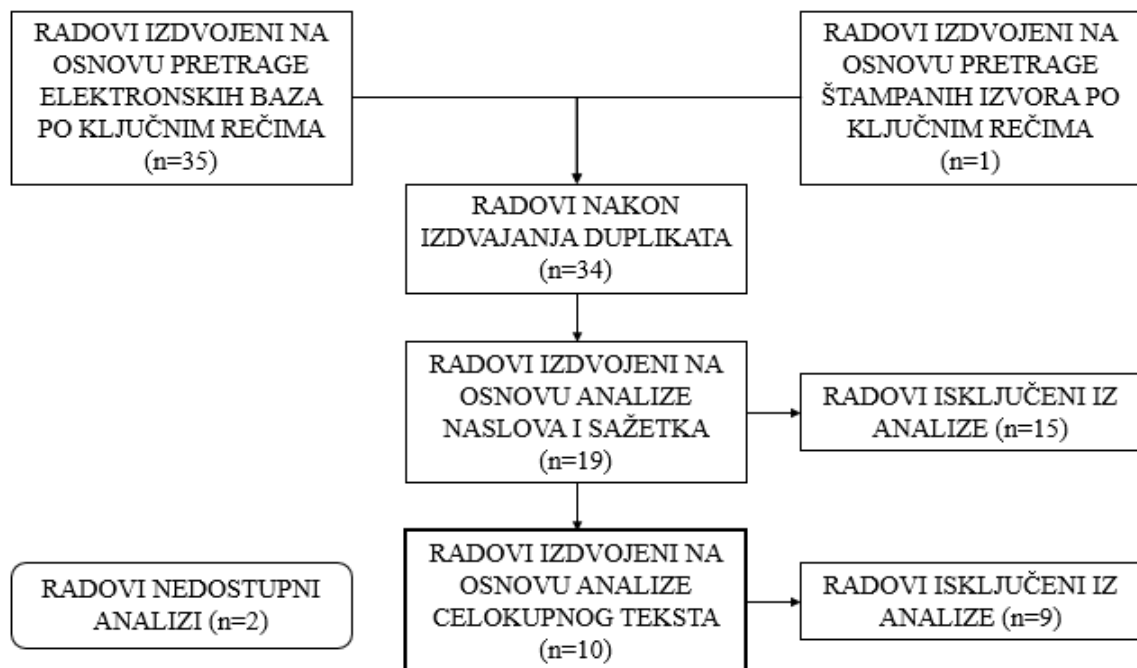 RADOVI IZDVOJENI NA
OSNOVU PRETRAGE
ELEKTRONSKIH BAZA
PO KLJUČNIM REČIMA
(n=35)
RADOVI IZDVOJENI NA
OSNOVU PRETRAGE
ŠTAMPANIH IZVORA PO
KLJUČNIM REČIMA
(n=1)
RADOVI NAKON
IZDVAJANJA DUPLIKATA
(n=34)
RADOVI IZDVOJENI NA
OSNOVU ANALIZE
NASLOVA I SAŽETKA
(n=19)
RADOVI ISKLJUČENI IZ
ANALIZE (n=15)
RADOVI NEDOSTUPNI
ANALIZI (n=2)
RADOVI IZDVOJENI NA
OSNOVU ANALIZE
CELOKUPNOG TEKSTA
(n=10)
RADOVI ISKLJUČENI IZ
ANALIZE (n=9)